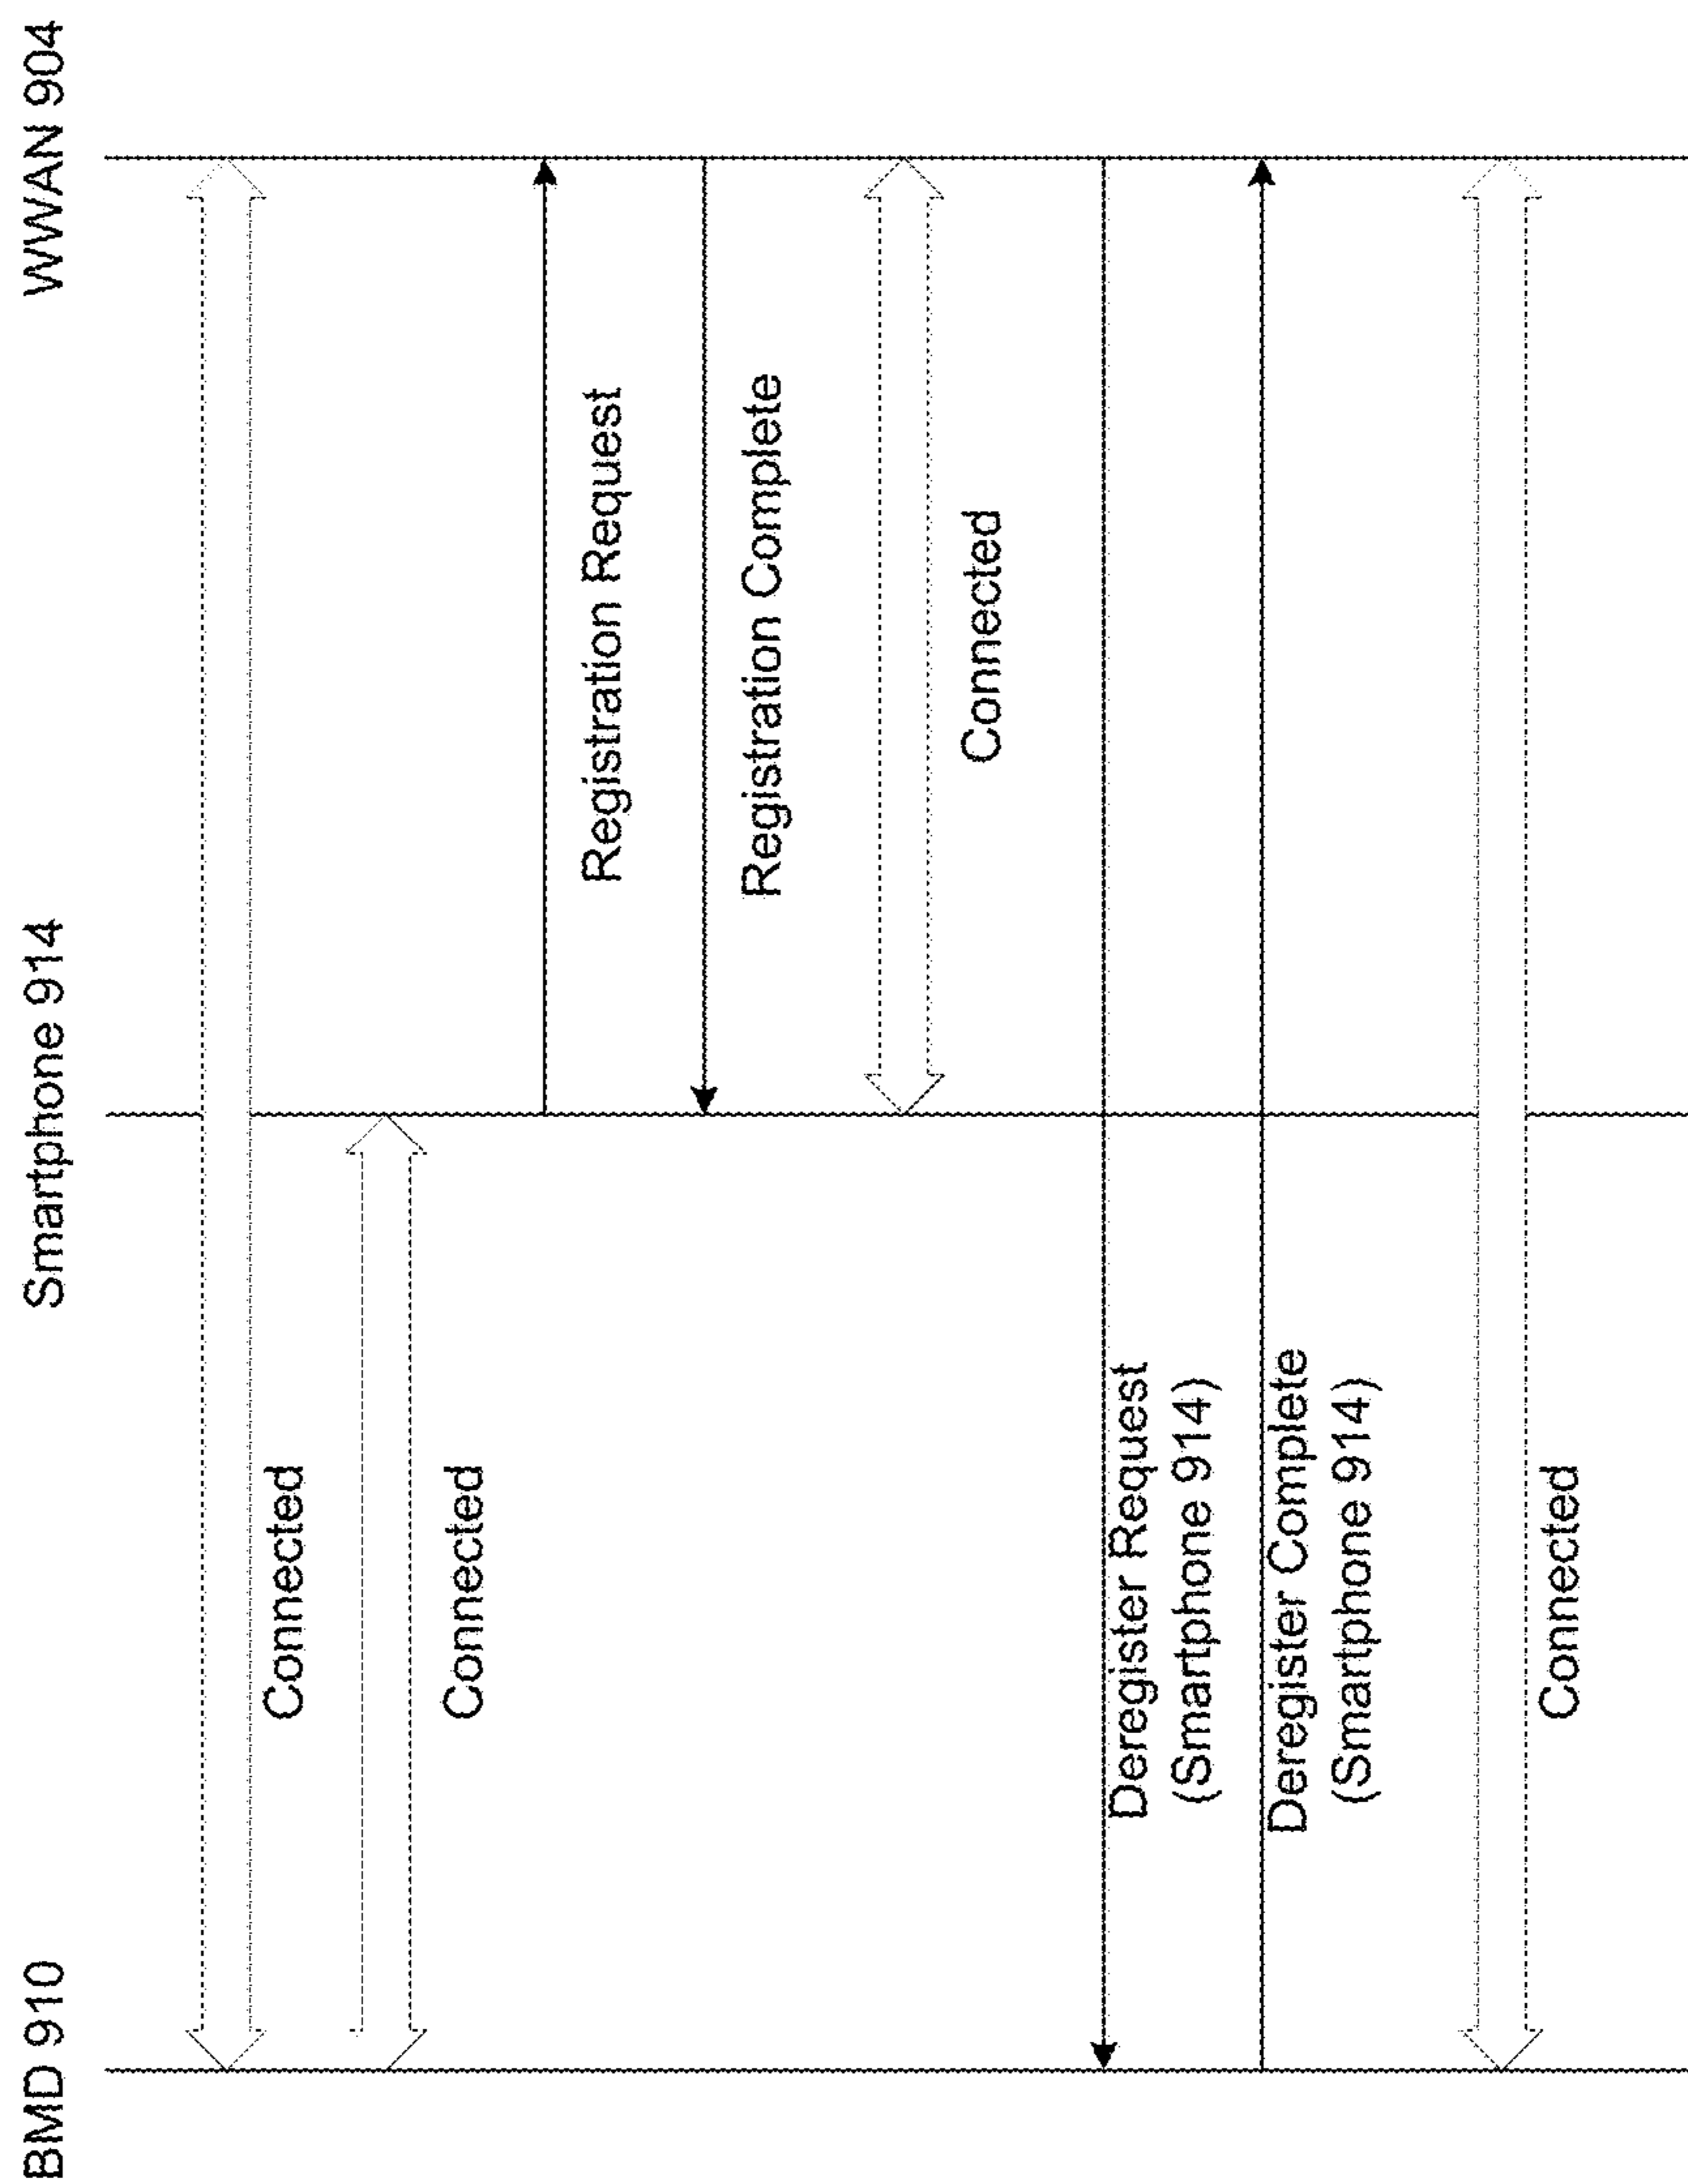 BMD 910
Smartphone 914
WWAN 904
Connected
Connected
Registration Request
Registration Complete
Connected
Deregister Request
(Smartphone 914)
Deregister Complete
(Smartphone 914)
Connected